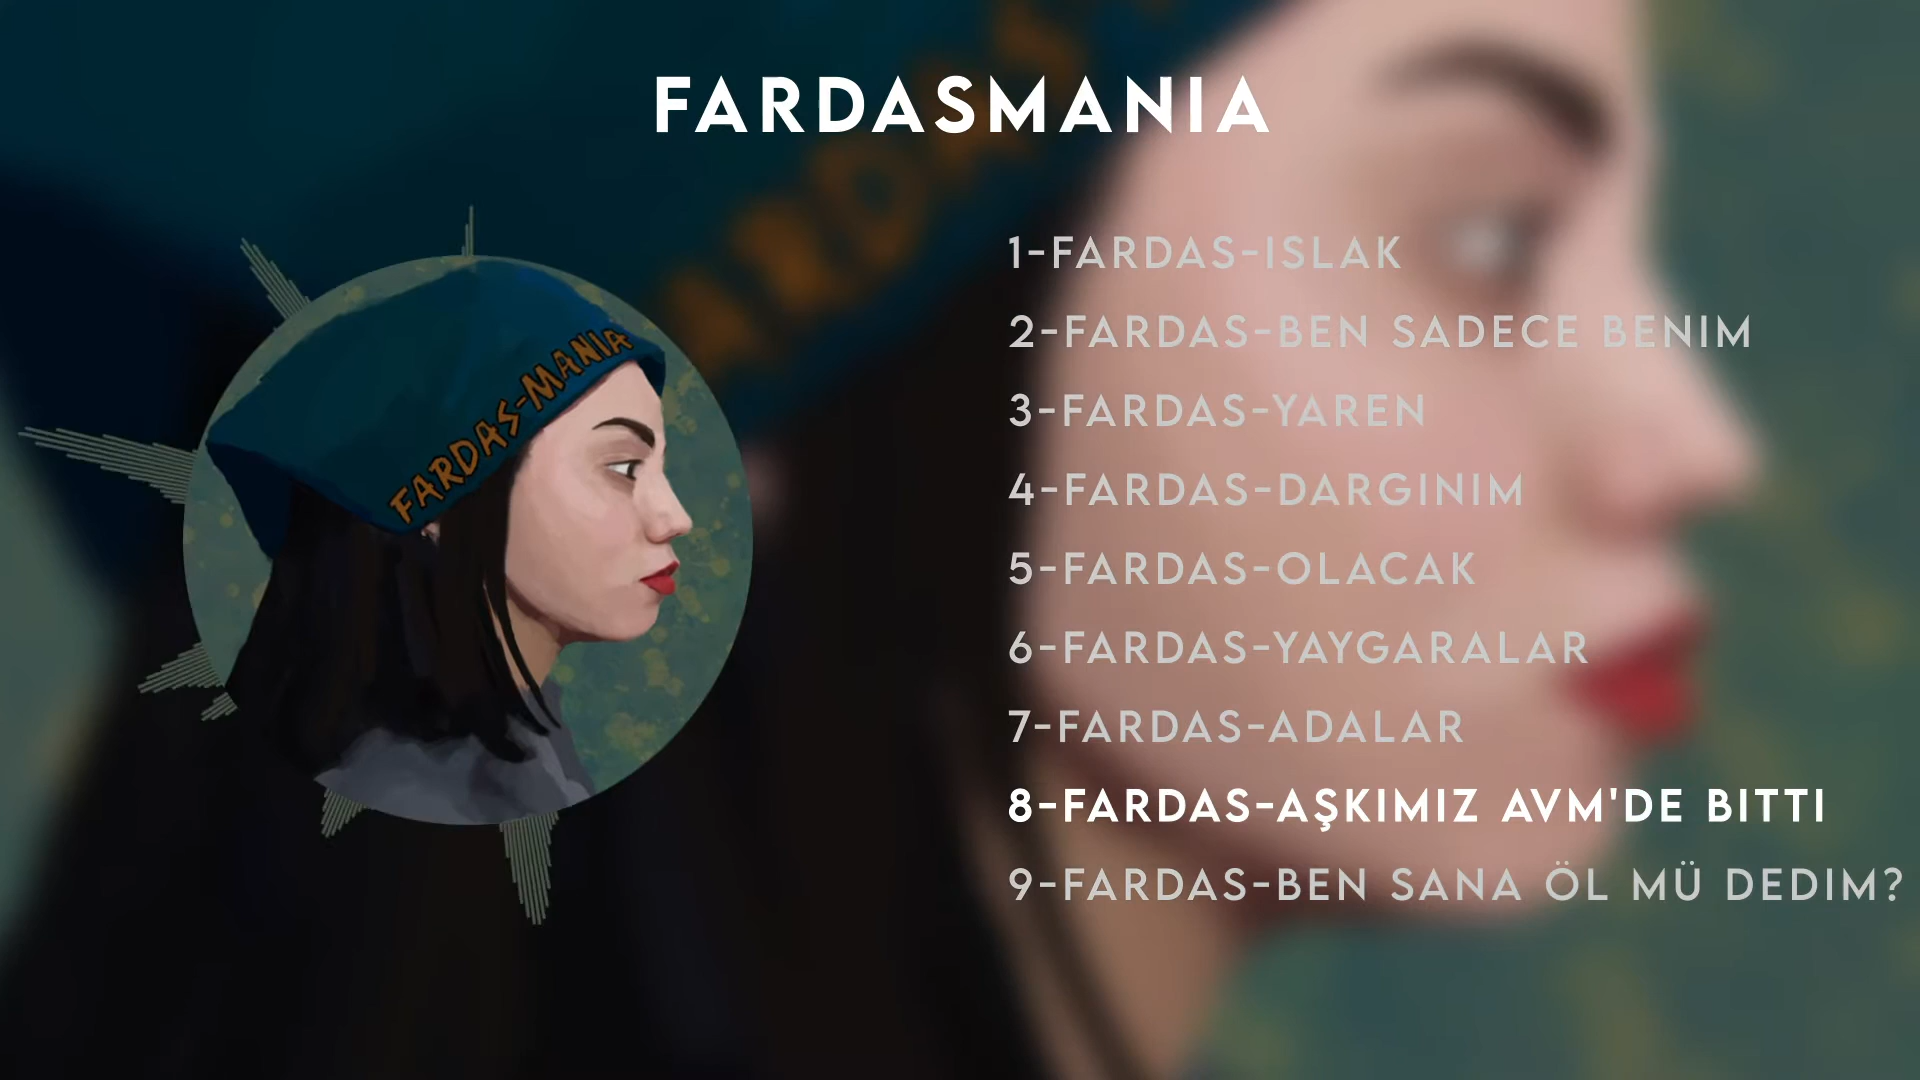 FARDASMANIA
FARDAS-MANIA
1-FARDAS-ISLAK
2-FARDAS-BEN SADECE BENIM
3-FARDAS-YAREN
4-FARDAS-DARGINIM
5-FARDAS-OLACAK
6-FARDAS-YAYGARALAR
7-FARDAS-ADALAR
8-FARDAS-AŞKIMIZ AVM'DE BITTI
9-FARDAS-BEN SANA ÖL MÜ DEDIM?